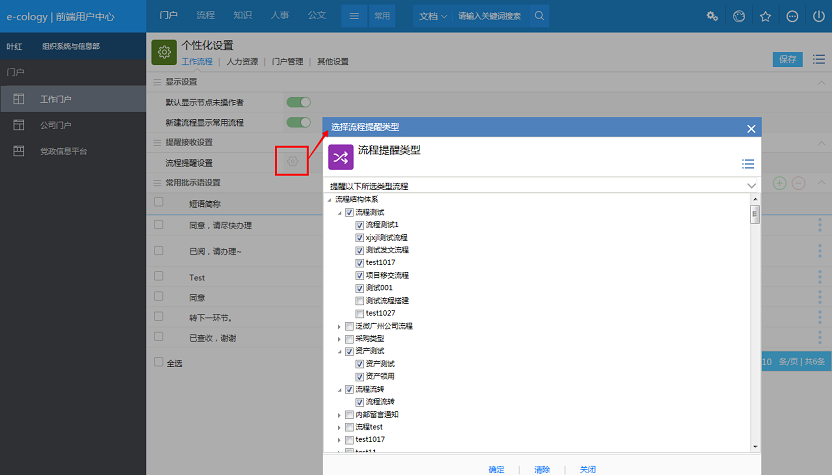 e-cology | 前端用户中心
门户 流程 知识 人事 公文 常用 文档 请输入关键词搜索
叶红 组织系统与信息部
门户
工作门户
公司门户
党政信息平台
个性化设置
工作流程 | 人力资源 | 门户管理 | 其他设置
保存
显示设置
默认显示节点未操作者
新建流程显示常用流程
提醒接收设置
流程提醒设置
常用批示语设置
短语简称
同意，请尽快办理
已阅，请办理~
Test
同意
转下一环节。
已查收，谢谢
全选
10 条/页 | 共6条
选择流程提醒类型
流程提醒类型
提醒以下所选类型流程
流程结构体系
流程测试
流程测试1
xjxjl测试流程
测试发文流程
test1017
项目移交流程
测试001
测试流程搭建
test1027
泛微广州公司流程
采购类型
资产测试
资产测试
资产领用
流程流转
流程流转
内部留言通知
流程test
test1017
test11
确定 | 清除 | 关闭